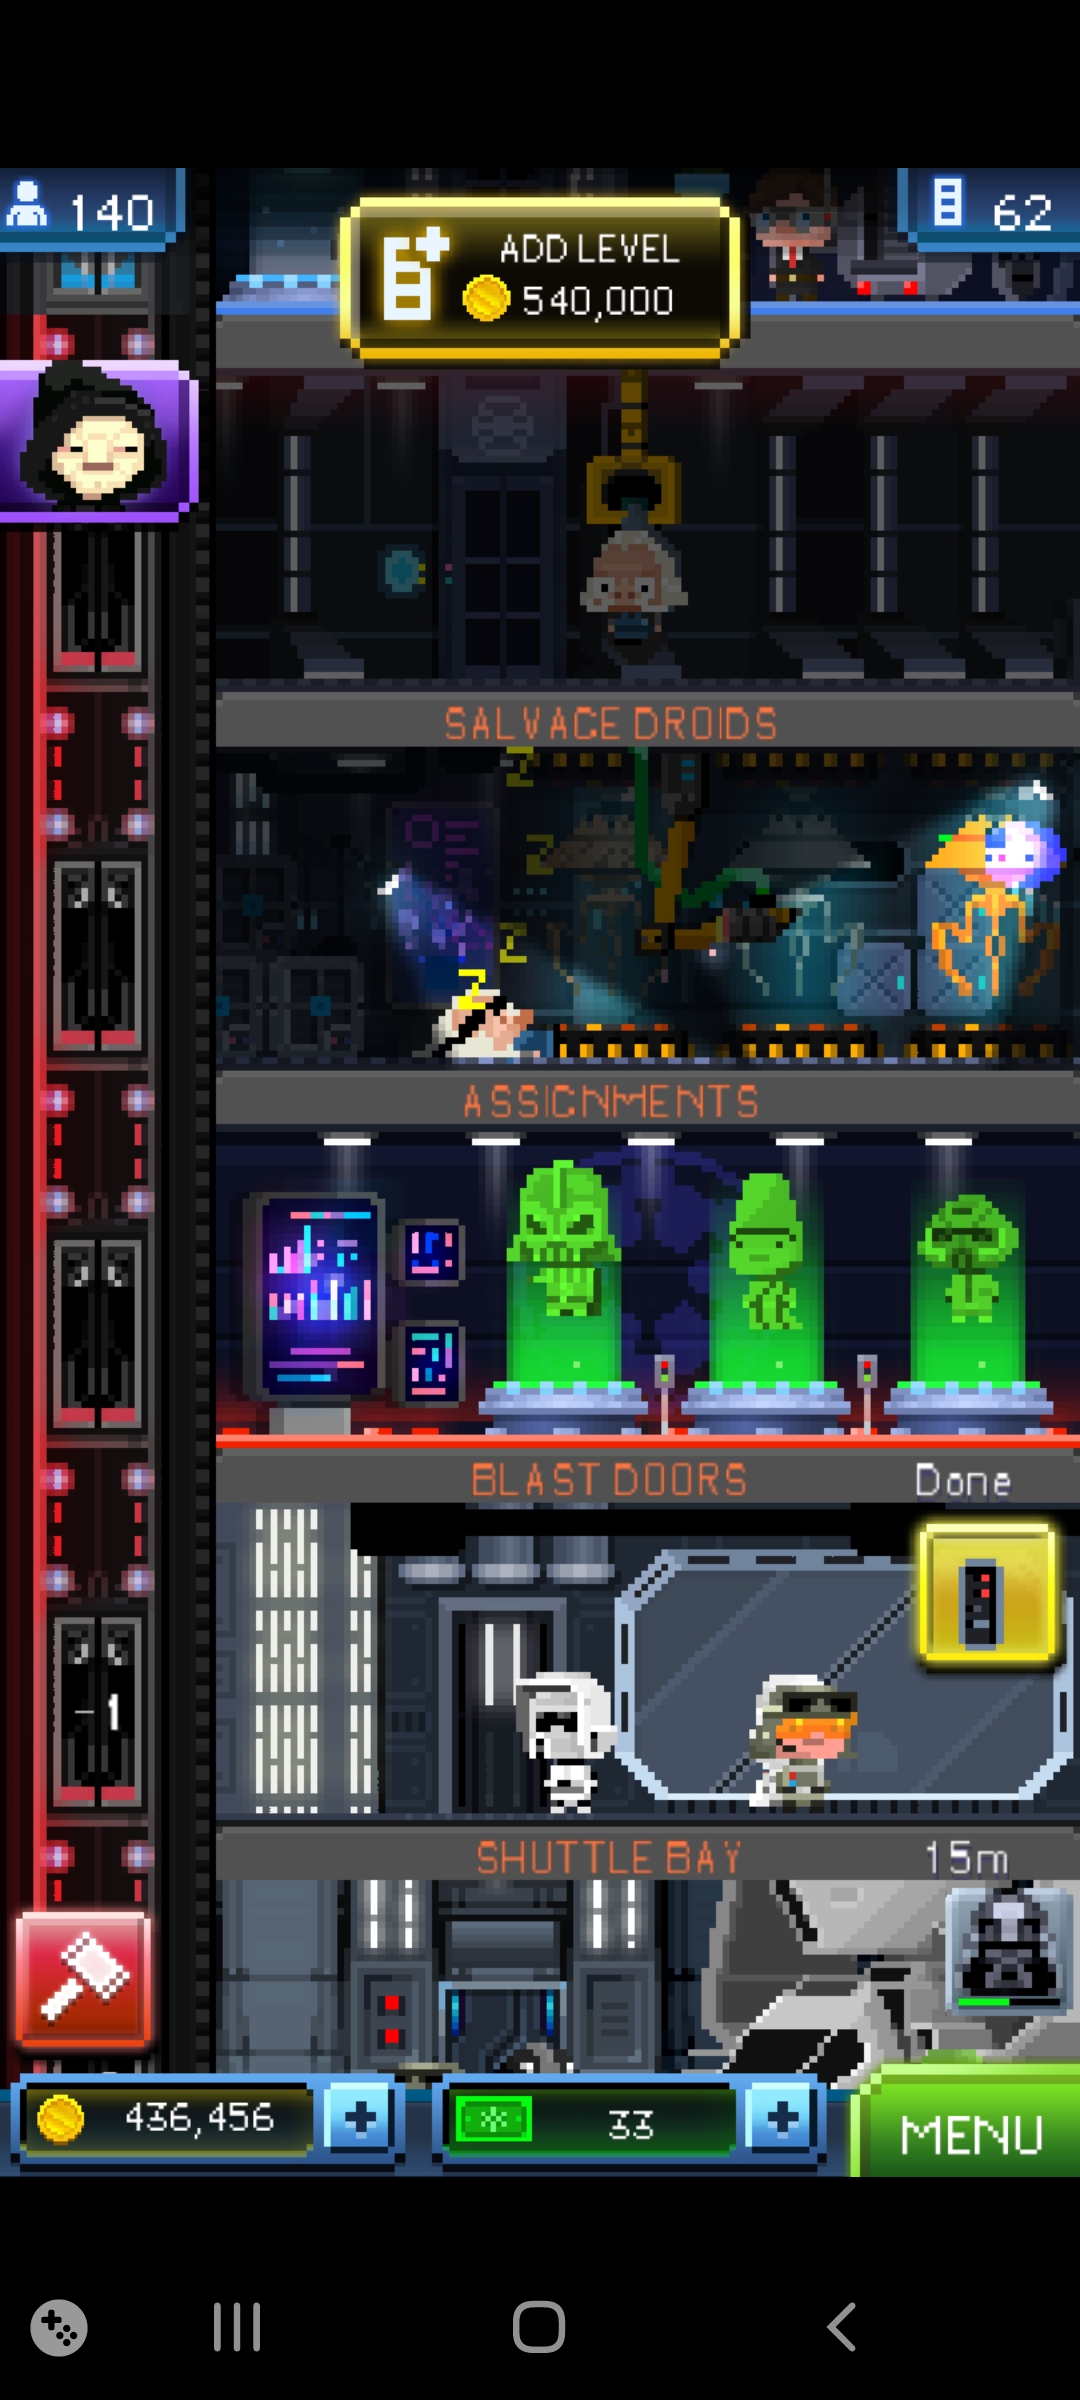 140
ADD LEVEL
540,000
62
SALVAGE DROIDS
Z
Z
Z
Z
ASSIGNMENTS
BLAST DOORS Done
-1
SHUTTLE BAY 15m
436,456 + 33 + MENU